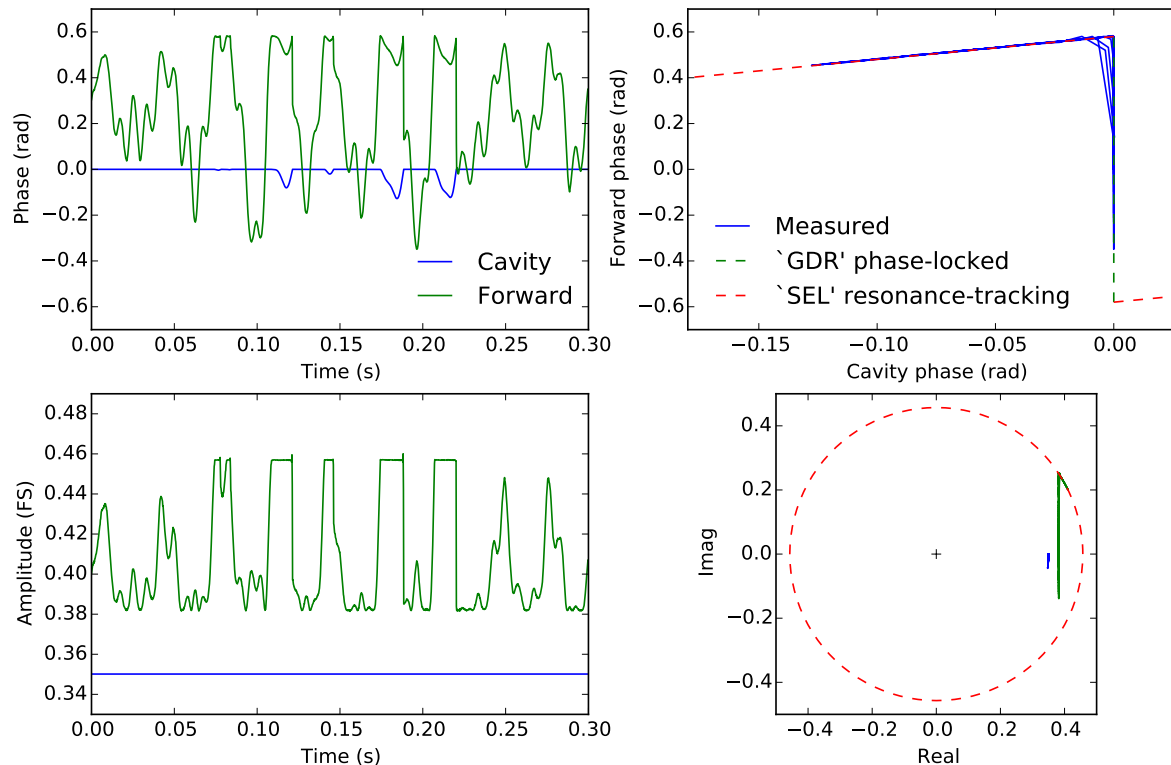 0.6
0.4
0.2
0.0
−0.2
−0.4
−0.6
Phase (rad)
Cavity
Forward
0.00 0.05 0.10 0.15 0.20 0.25 0.30
Time (s)
0.6
0.4
0.2
0.0
−0.2
−0.4
−0.6
Forward phase (rad)
Measured
`GDR' phase-locked
`SEL' resonance-tracking
−0.15 −0.10 −0.05 0.00
Cavity phase (rad)
0.48
0.46
0.44
0.42
0.40
0.38
0.36
0.34
Amplitude (FS)
0.00 0.05 0.10 0.15 0.20 0.25 0.30
Time (s)
0.4
0.2
0.0
−0.2
−0.4
Imag
−0.4 −0.2 0.0 0.2 0.4
Real